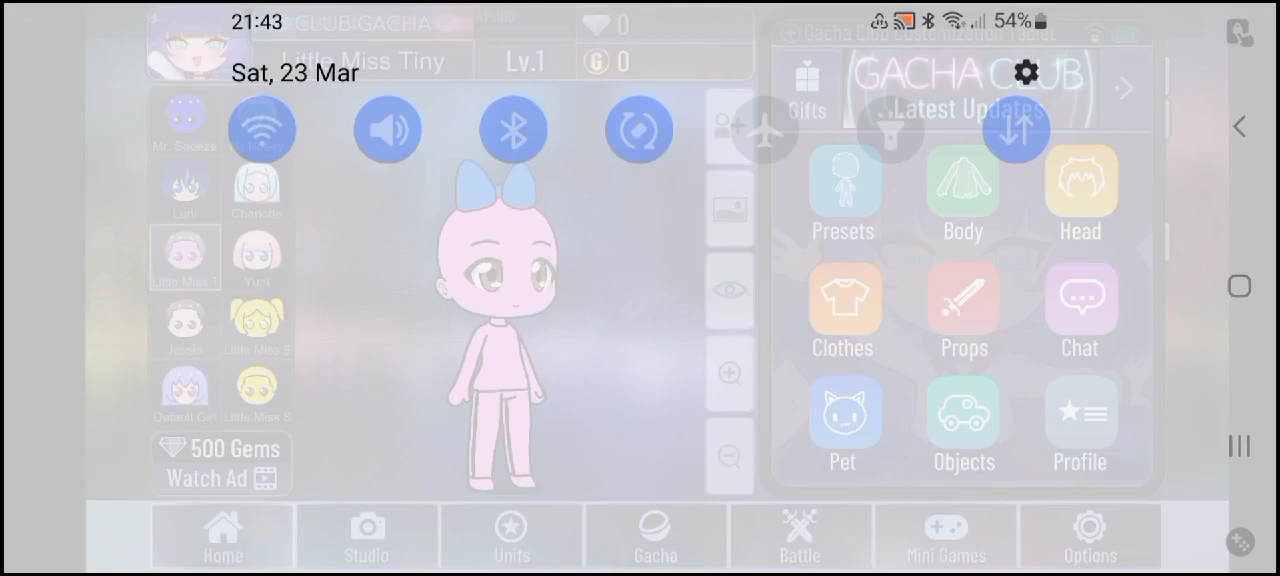 21:43
54%
Sat, 23 Mar
CLUB GACHA
Little Miss Tiny
Lv.1
0
G 0
Gacha Club Customization Tablet
GACHA CLUB
Latest Updates
Gifts
Mr. Sneeze
Luni
Charlotte
Little Miss T
Yuni
Jessie
Little Miss S
Default Girl
Little Miss S
500 Gems
Watch Ad
Presets
Body
Head
Clothes
Props
Chat
Pet
Objects
Profile
Home
Studio
Units
Gacha
Battle
Mini Games
Options